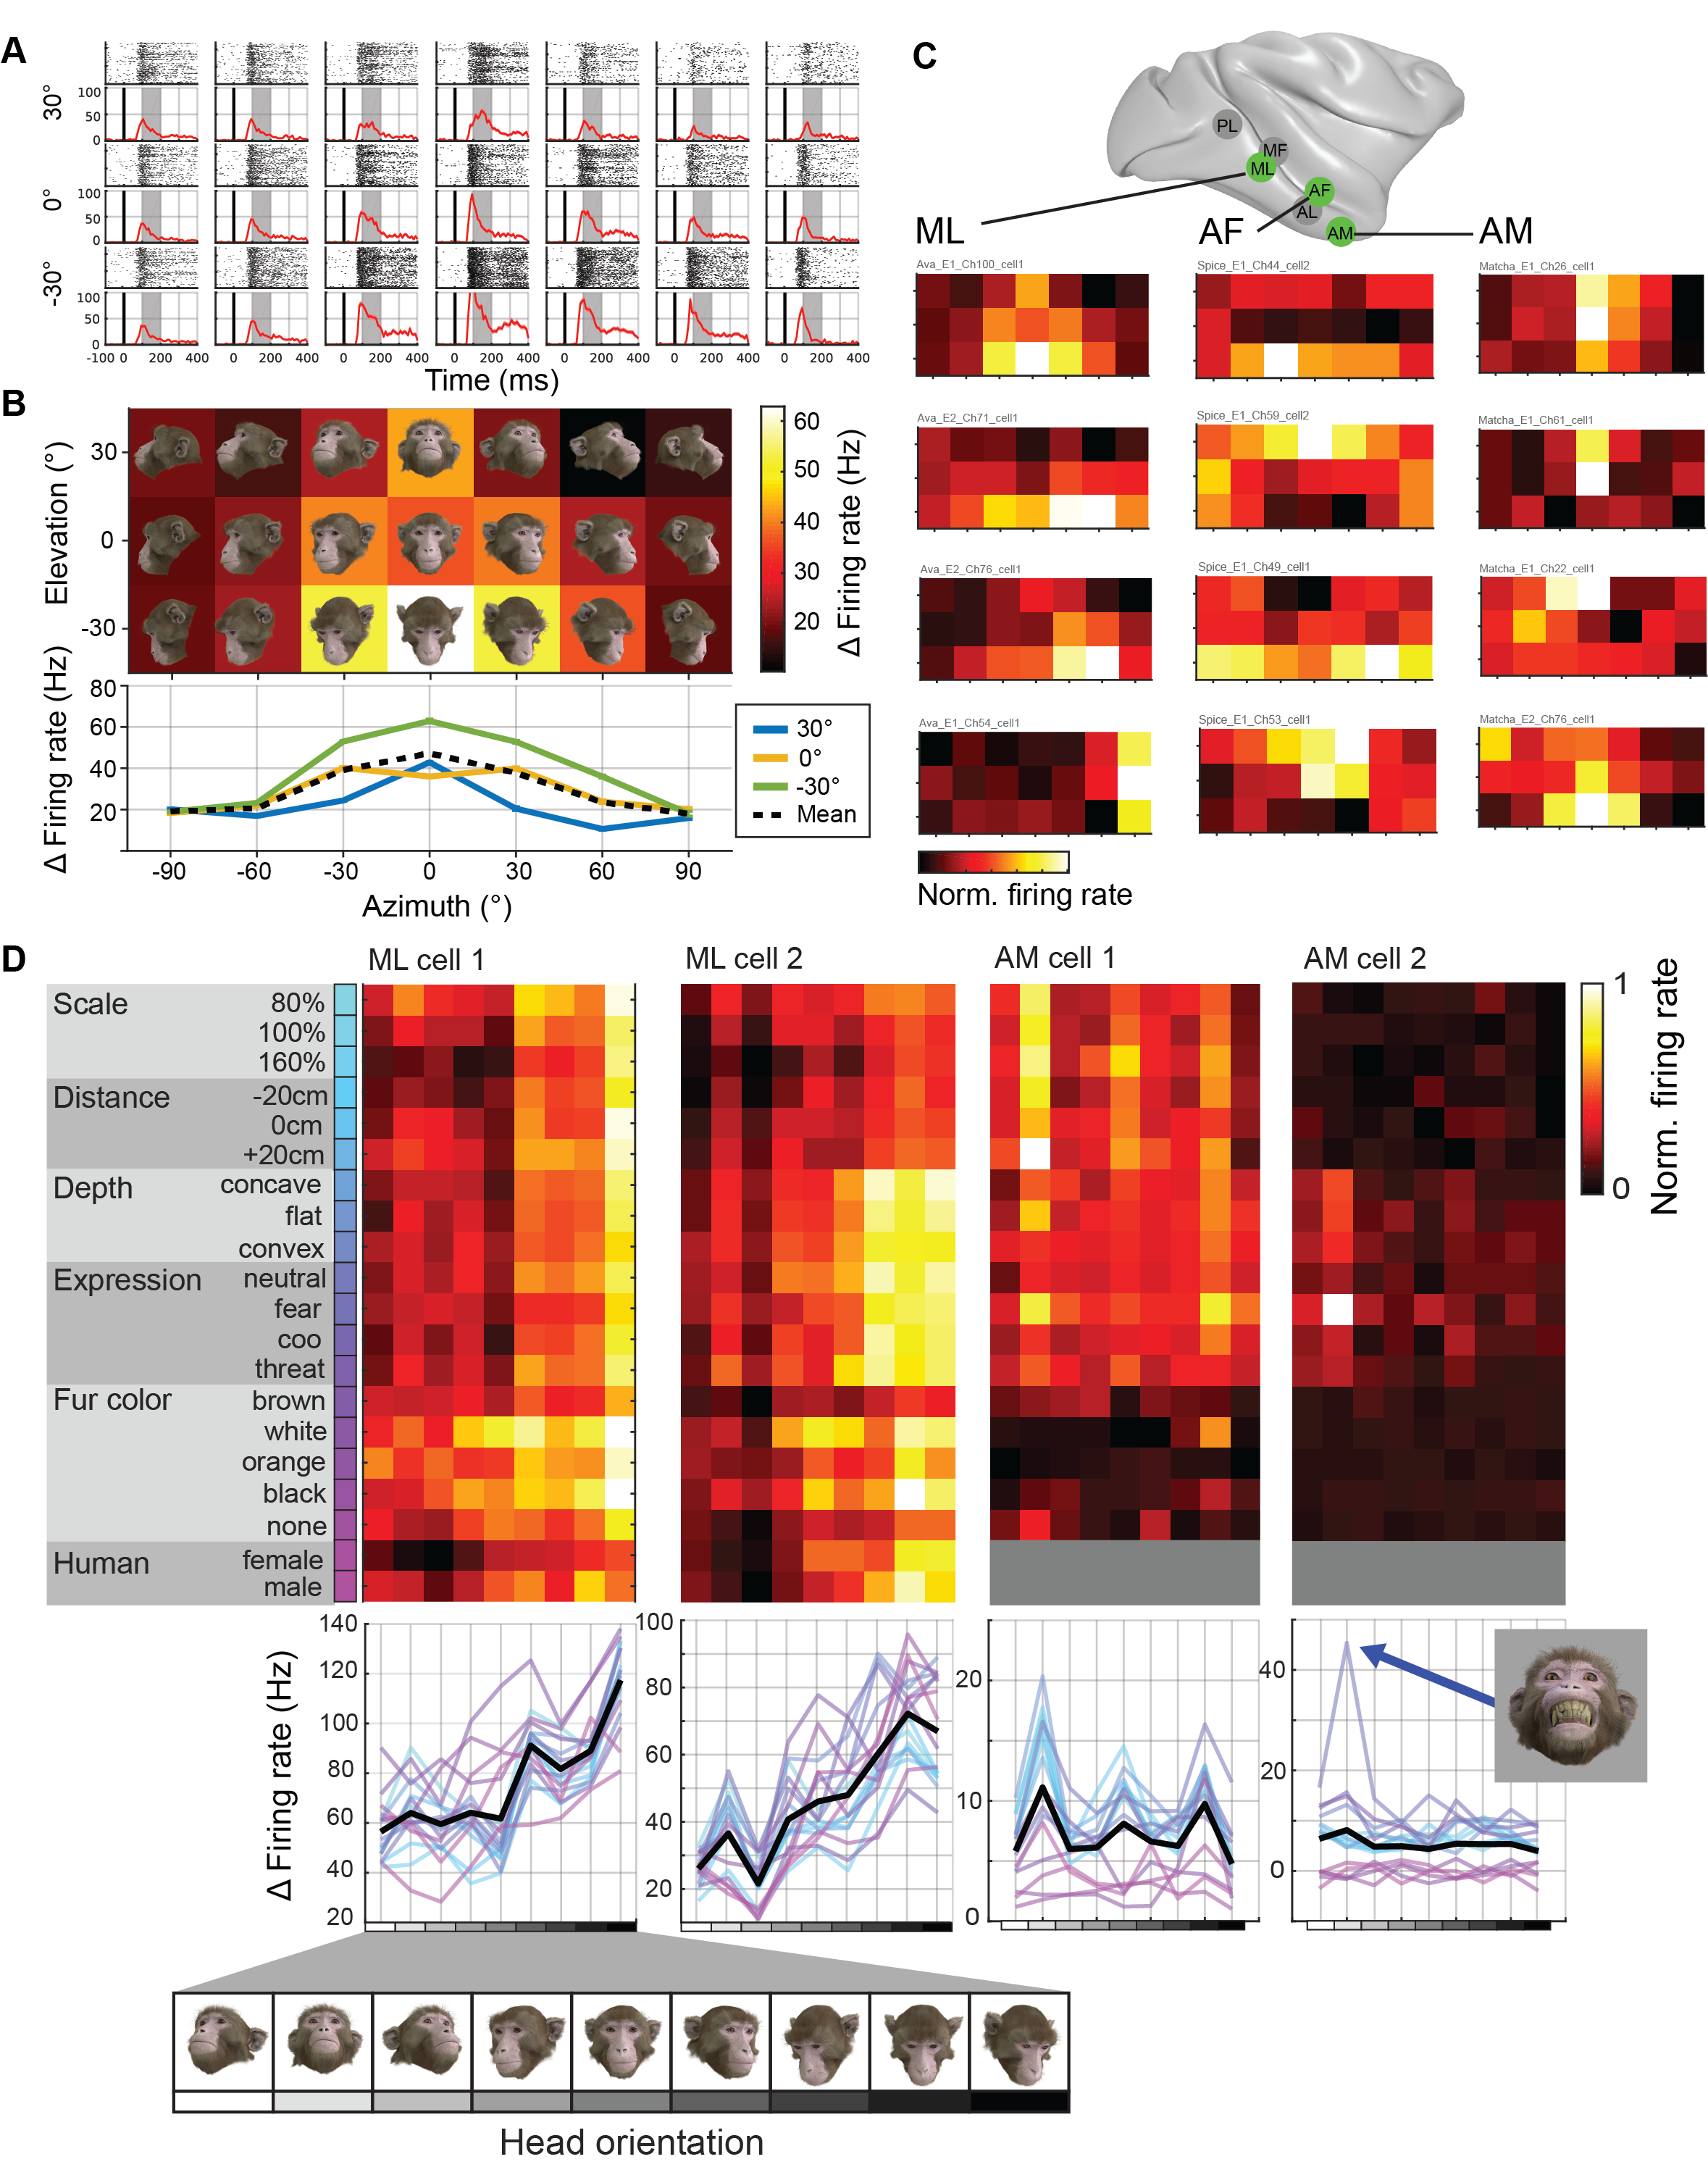 A
30°
100
50
0
0°
100
50
0
-30°
100
50
0
-100 0 200 400
0 200 400
0 200 400
0 200 400
0 200 400
0 200 400
0 200 400
Time (ms)
B
Elevation (°)
30
0
-30
60
50
40
30
20
Δ Firing rate (Hz)
Δ Firing rate (Hz)
80
60
40
20
-90 -60 -30 0 30 60 90
Azimuth (°)
30°
0°
-30°
Mean
C
PL
MF
ML
AF
AL
AM
ML AF AM
Ava_E1_Ch100_cell1 Spice_E1_Ch44_cell2 Matcha_E1_Ch26_cell1
Ava_E2_Ch71_cell1 Spice_E1_Ch59_cell2 Matcha_E1_Ch61_cell1
Ava_E2_Ch76_cell1 Spice_E1_Ch49_cell1 Matcha_E1_Ch22_cell1
Ava_E1_Ch54_cell1 Spice_E1_Ch53_cell1 Matcha_E2_Ch76_cell1
Norm. firing rate
D
ML cell 1 ML cell 2 AM cell 1 AM cell 2
Scale 80%
100%
160%
Distance -20cm
0cm
+20cm
Depth concave
flat
convex
Expression neutral
fear
coo
threat
Fur color brown
white
orange
black
none
Human female
male
1
0
Norm. firing rate
Δ Firing rate (Hz)
140
120
100
80
60
40
20
100
80
60
40
20
20
10
0
40
20
0
Head orientation